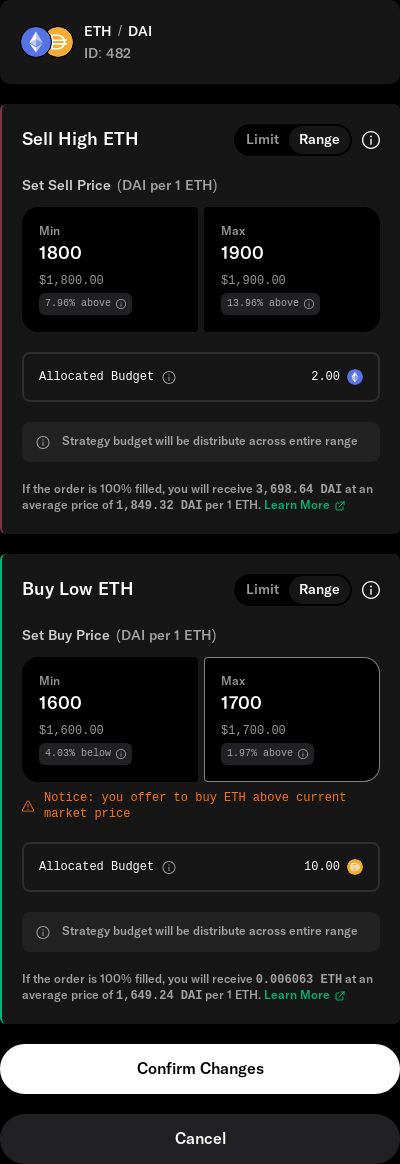 ETH / DAI
ID: 482
Sell High ETH
Limit Range
Set Sell Price (DAI per 1 ETH)
Min
1800
$1,800.00
7.96% above
Max
1900
$1,900.00
13.96% above
Allocated Budget 2.00
Strategy budget will be distribute across entire range
If the order is 100% filled, you will receive 3,698.64 DAI at an
average price of 1,849.32 DAI per 1 ETH. Learn More
Buy Low ETH
Limit Range
Set Buy Price (DAI per 1 ETH)
Min
1600
$1,600.00
4.03% below
Max
1700
$1,700.00
1.97% above
Notice: you offer to buy ETH above current
market price
Allocated Budget 10.00
Strategy budget will be distribute across entire range
If the order is 100% filled, you will receive 0.006063 ETH at an
average price of 1,649.24 DAI per 1 ETH. Learn More
Confirm Changes
Cancel